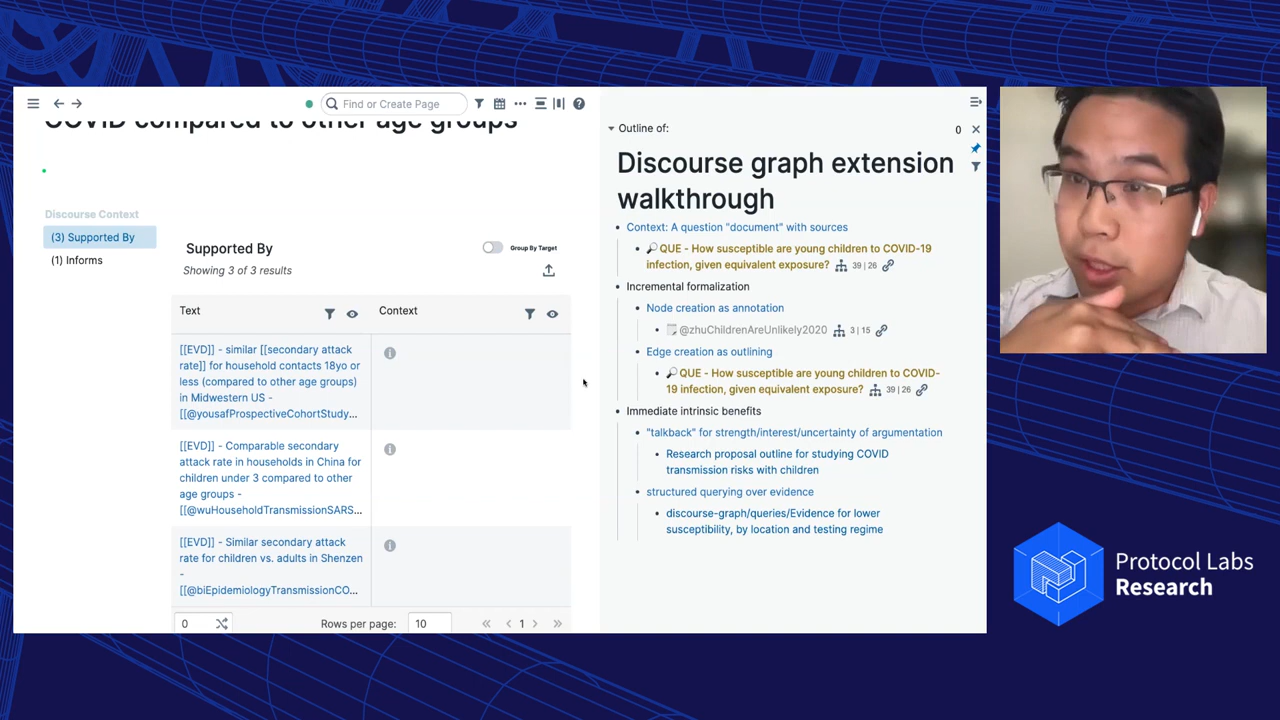 Find or Create Page
COVID compared to other age groups
Discourse Context
(3) Supported By
(1) Informs
Supported By
Group By Target
Showing 3 of 3 results
Text
Context
[[EVD]] - similar [[secondary attack
rate]] for household contacts 18yo or
less (compared to other age groups)
in Midwestern US -
[[@yousafProspectiveCohortStudy...
[[EVD]] - Comparable secondary
attack rate in households in China for
children under 3 compared to other
age groups -
[[@wuHouseholdTransmissionSARS...
[[EVD]] - Similar secondary attack
rate for children vs. adults in Shenzen
-
[[@biEpidemiologyTransmissionCO...
0
Rows per page:
10
1
Outline of:
0
Discourse graph extension
walkthrough
Context: A question "document" with sources
QUE - How susceptible are young children to COVID-19
infection, given equivalent exposure? 39 | 26
Incremental formalization
Node creation as annotation
@zhuChildrenAreUnlikely2020 3 | 15
Edge creation as outlining
QUE - How susceptible are young children to COVID-
19 infection, given equivalent exposure? 39 | 26
Immediate intrinsic benefits
"talkback" for strength/interest/uncertainty of argumentation
Research proposal outline for studying COVID
transmission risks with children
structured querying over evidence
discourse-graph/queries/Evidence for lower
susceptibility, by location and testing regime
Protocol Labs
Research